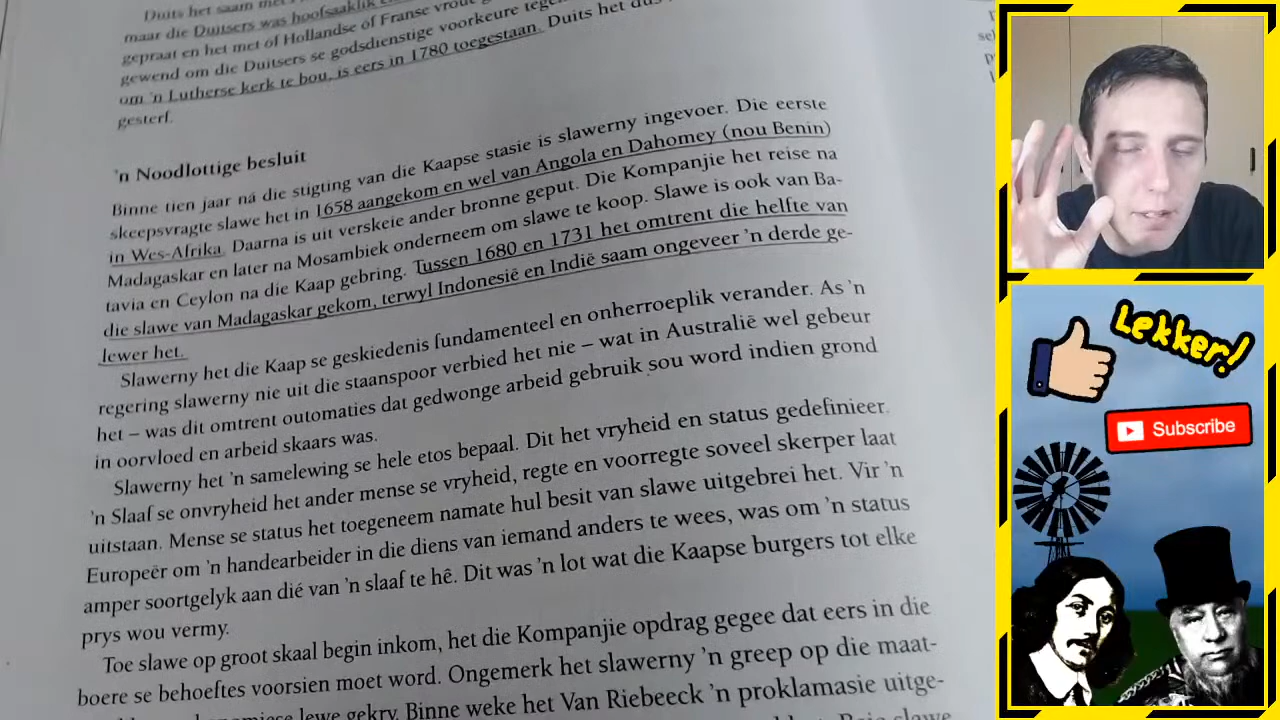 Duits het saam met
maar die Duitsers was hoofsaaklik
gepraat en het met óf Hollandse óf Franse vroue
gewend om die Duitsers se godsdienstige voorkeure
om 'n Lutherse kerk te bou, is eers in 1780 toegestaan. Duits het dus
gesterf.
'n Noodlottige besluit
Binne tien jaar ná die stigting van die Kaapse stasie is slawerny ingevoer. Die eerste
skeepsvragte slawe het in 1658 aangekom en wel van Angola en Dahomey (nou Benin)
in Wes-Afrika. Daarna is uit verskeie ander bronne geput. Die Kompanjie het reise na
Madagaskar en later na Mosambiek onderneem om slawe te koop. Slawe is ook van Ba-
tavia en Ceylon na die Kaap gebring. Tussen 1680 en 1731 het omtrent die helfte van
die slawe van Madagaskar gekom, terwyl Indonesië en Indië saam ongeveer 'n derde ge-
lewer het.
Slawerny het die Kaap se geskiedenis fundamenteel en onherroeplik verander. As 'n
regering slawerny nie uit die staanspoor verbied het nie – wat in Australië wel gebeur
het – was dit omtrent outomaties dat gedwonge arbeid gebruik sou word indien grond
in oorvloed en arbeid skaars was.
Slawerny het 'n samelewing se hele etos bepaal. Dit het vryheid en status gedefinieer.
'n Slaaf se onvryheid het ander mense se vryheid, regte en voorregte soveel skerper laat
uitstaan. Mense se status het toegeneem namate hul besit van slawe uitgebrei het. Vir 'n
Europeër om 'n handearbeider in die diens van iemand anders te wees, was om 'n status
amper soortgelyk aan dié van 'n slaaf te hê. Dit was 'n lot wat die Kaapse burgers tot elke
prys wou vermy.
Toe slawe op groot skaal begin inkom, het die Kompanjie opdrag gegee dat eers in die
boere se behoeftes voorsien moet word. Ongemerk het slawerny 'n greep op die maat-
lewe gekry. Binne weke het Van Riebeeck 'n proklamasie uitge-
slawe
Lekker!
Subscribe